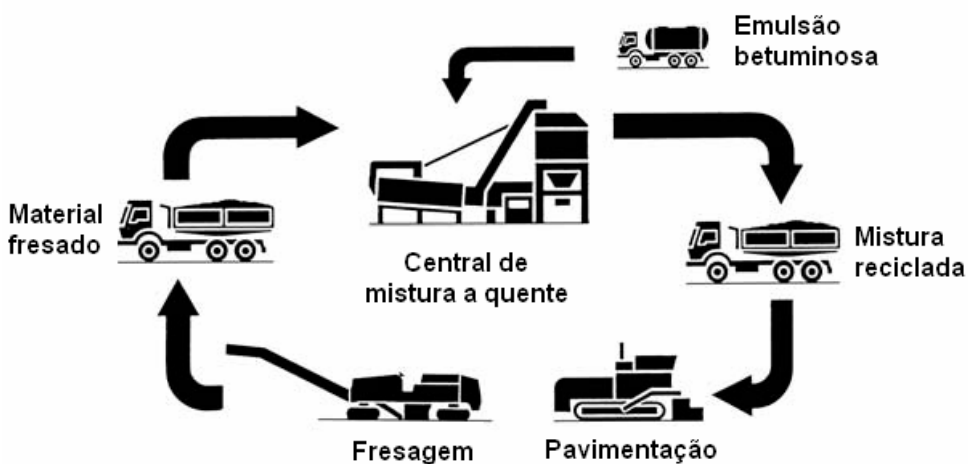 Emulsão
betuminosa
Material
fresado
Central de
mistura a quente
Mistura
reciclada
Fresagem
Pavimentação